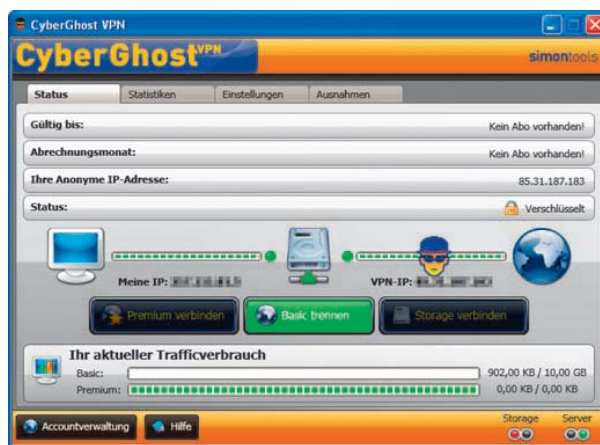 CyberGhost VPN
CyberGhost VPN
simontools
Status Statistiken Einstellungen Ausnahmen
Gültig bis: Kein Abo vorhanden!
Abrechnungsmonat: Kein Abo vorhanden!
Ihre Anonyme IP-Adresse: 85.31.187.183
Status: Verschlüsselt
Meine IP: VPN-IP:
Premium verbinden Basic trennen Storage verbinden
Ihr aktueller Trafficverbrauch
Basic: 902,00 KB / 10,00 GB
Premium: 0,00 KB / 0,00 KB
Accountverwaltung Hilfe Storage Server